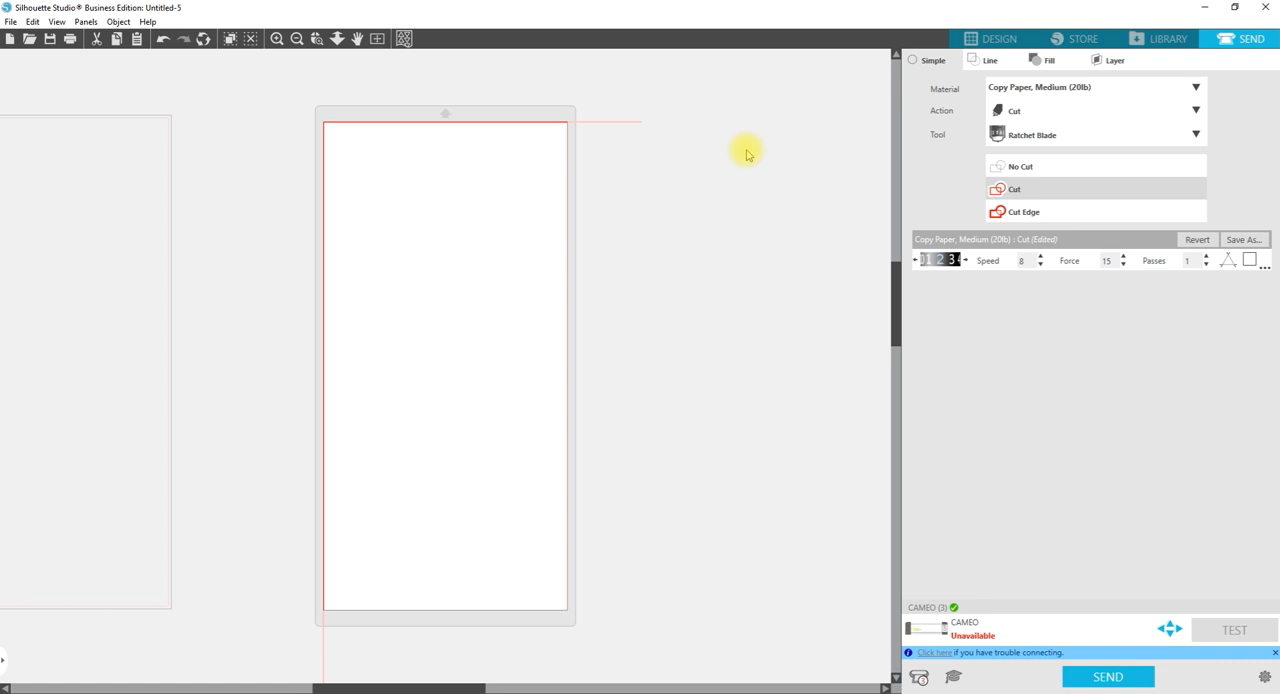 Silhouette Studio® Business Edition: Untitled-5
File Edit View Panels Object Help
DESIGN STORE LIBRARY SEND
Simple Line Fill Layer
Material Copy Paper, Medium (20lb)
Action Cut
Tool Ratchet Blade
No Cut
Cut
Cut Edge
Copy Paper, Medium (20lb) : Cut (Edited) Revert Save As...
Speed 8 Force 15 Passes 1
CAMEO (3)
CAMEO
Unavailable
TEST
Click here if you have trouble connecting.
3
SEND